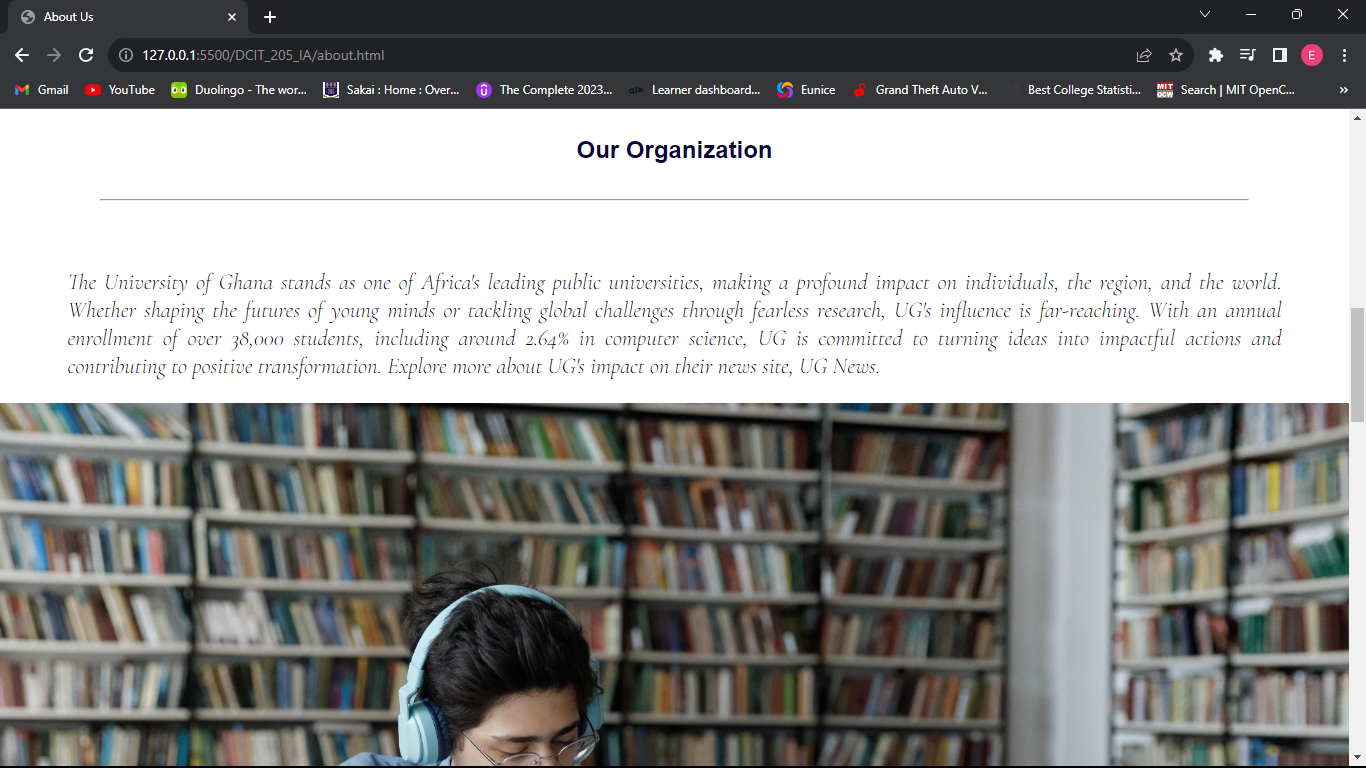 About Us
127.0.0.1:5500/DCIT_205_IA/about.html
E
Gmail YouTube Duolingo - The wor... Sakai : Home : Over... The Complete 2023... Learner dashboard... Eunice Grand Theft Auto V... Best College Statisti... MIT OCW Search | MIT OpenC... »
Our Organization
The University of Ghana stands as one of Africa's leading public universities, making a profound impact on individuals, the region, and the world.
Whether shaping the futures of young minds or tackling global challenges through fearless research, UG's influence is far-reaching. With an annual
enrollment of over 38,000 students, including around 2.64% in computer science, UG is committed to turning ideas into impactful actions and
contributing to positive transformation. Explore more about UG's impact on their news site, UG News.